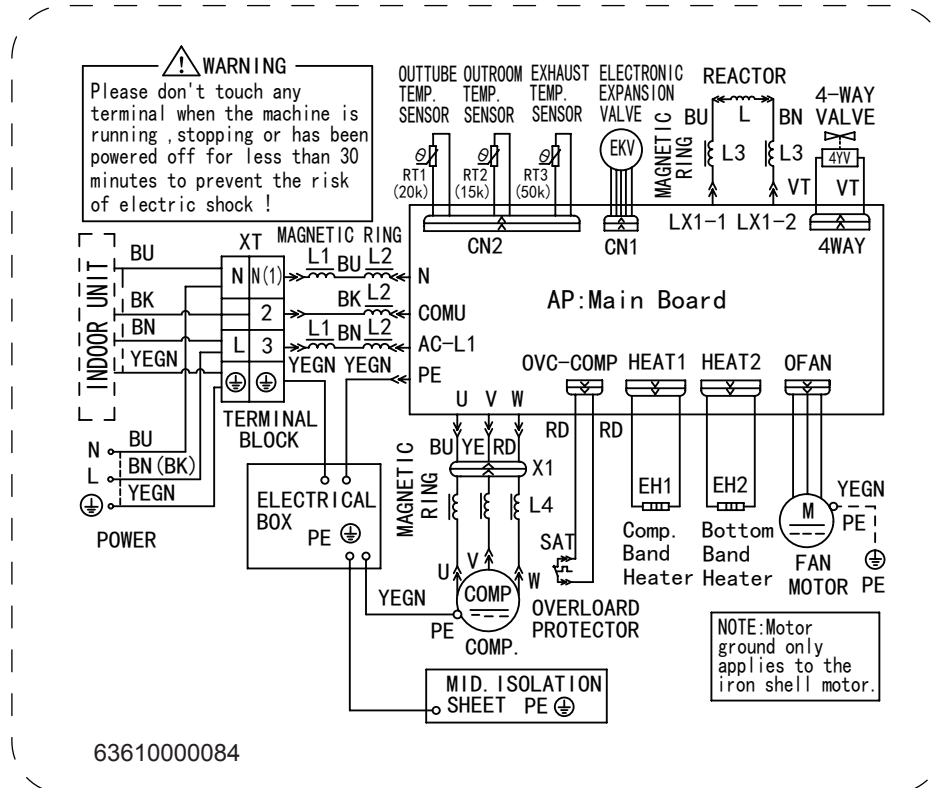 WARNING
Please don't touch any
terminal when the machine is
running ,stopping or has been
powered off for less than 30
minutes to prevent the risk
of electric shock !
OUTTUBE OUTROOM EXHAUST ELECTRONIC
TEMP. TEMP. TEMP. EXPANSION
SENSOR SENSOR SENSOR VALVE
REACTOR
4-WAY
VALVE
BU L BN
MAGNETIC
RING
EKV
L3 L3
4YV
RT1 RT2 RT3
(20k) (15k) (50k)
VT VT
LX1-1 LX1-2
CN2 CN1 4WAY
XT
MAGNETIC RING
INDOOR UNIT
BU
N N(1)
L1 BU L2
N
BK
2
BK L2
COMU
BN
L 3
L1 BN L2
AC-L1
YEGN
YEGN YEGN
PE
AP:Main Board
TERMINAL
BLOCK
OVC-COMP HEAT1 HEAT2 OFAN
U V W
RD RD
BU YE RD
X1
MAGNETIC
RING
L4
N BU
L BN(BK)
YEGN
POWER
ELECTRICAL
BOX
PE
EH1 EH2
Comp.
Band
Heater
Bottom
Band
Heater
M
YEGN
PE
FAN
MOTOR
PE
SAT
U V W
COMP
YEGN
PE
COMP.
OVERLOARD
PROTECTOR
NOTE:Motor
ground only
applies to the
iron shell motor.
MID. ISOLATION
SHEET PE
63610000084